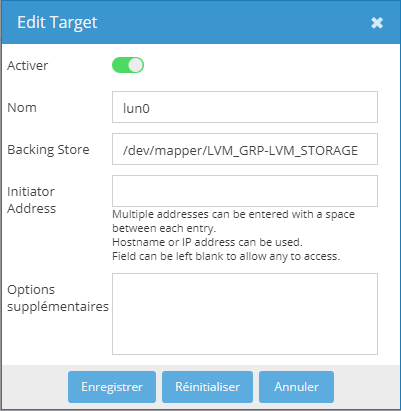 Edit Target
Activer
Nom
lun0
Backing Store
/dev/mapper/LVM_GRP-LVM_STORAGE
Initiator
Address
Multiple addresses can be entered with a space
between each entry.
Hostname or IP address can be used.
Field can be left blank to allow any to access.
Options
supplémentaires
Enregistrer
Réinitialiser
Annuler